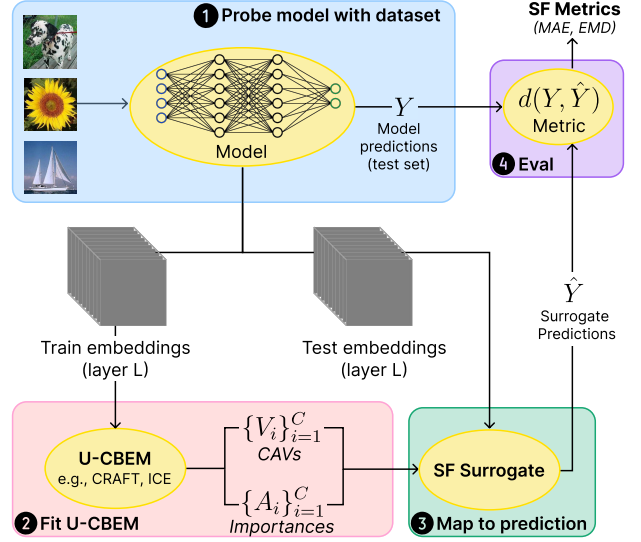 SF Metrics
(MAE, EMD)
1 Probe model with dataset
Model
Y
Model
predictions
(test set)
d(Y, Ŷ)
Metric
4 Eval
Train embeddings
(layer L)
Test embeddings
(layer L)
Ŷ
Surrogate
Predictions
U-CBEM
e.g., CRAFT, ICE
{V_i}_{i=1}^C
CAVs
{A_i}_{i=1}^C
Importances
SF Surrogate
2 Fit U-CBEM
3 Map to prediction